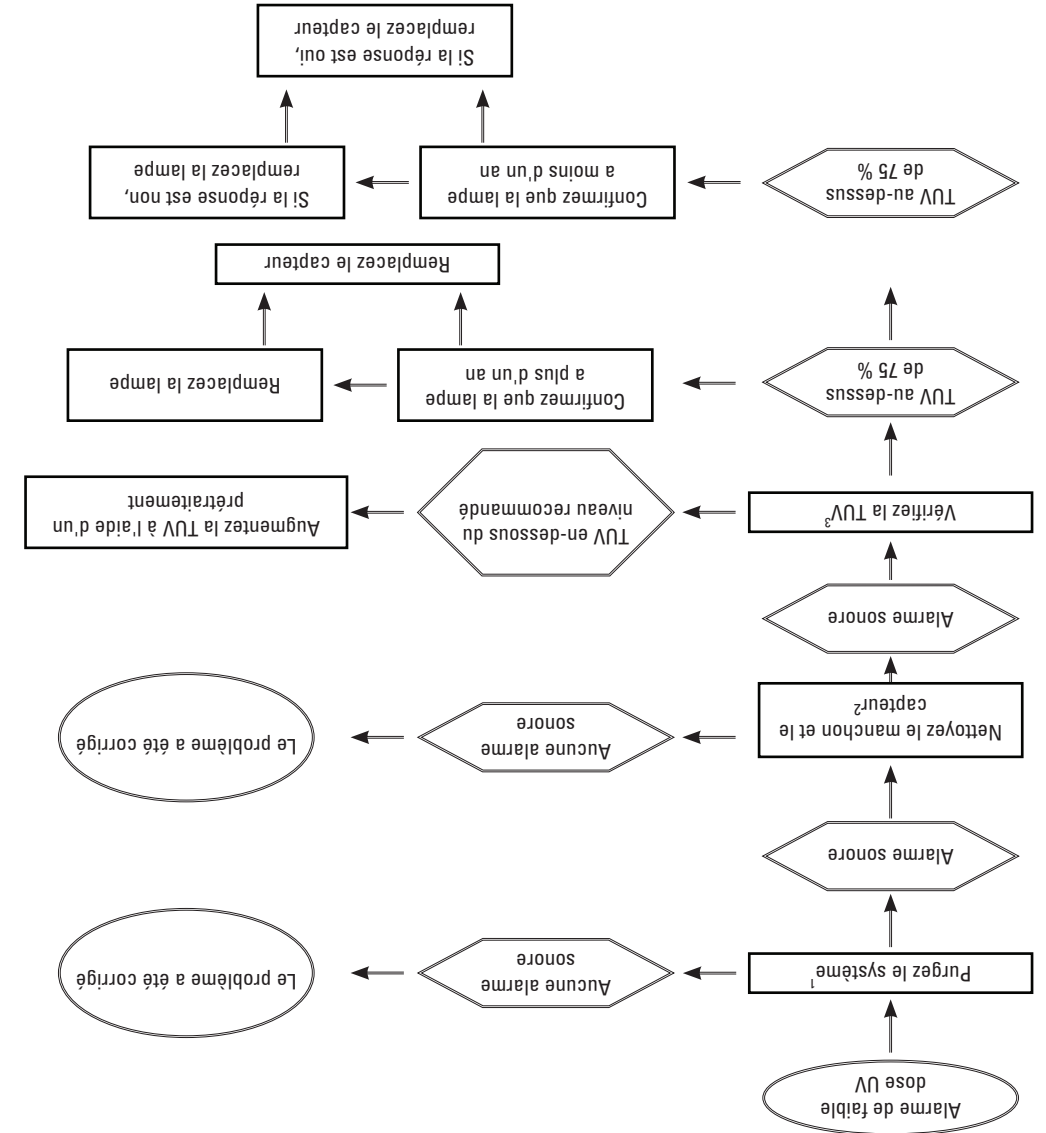 Alarme de faible
dose UV
Purgez le système¹
Aucune alarme
sonore
Le problème a été corrigé
Alarme sonore
Nettoyez le manchon et le
capteur²
Aucune alarme
sonore
Le problème a été corrigé
Alarme sonore
Vérifiez la TUV³
TUV en-dessous du
niveau recommandé
Augmentez la TUV à l'aide d'un
prétraitement
TUV au-dessus
de 75 %
Confirmez que la lampe
a plus d'un an
Remplacez la lampe
Remplacez le capteur
TUV au-dessus
de 75 %
Confirmez que la lampe
a moins d'un an
Si la réponse est non,
remplacez la lampe
Si la réponse est oui,
remplacez le capteur